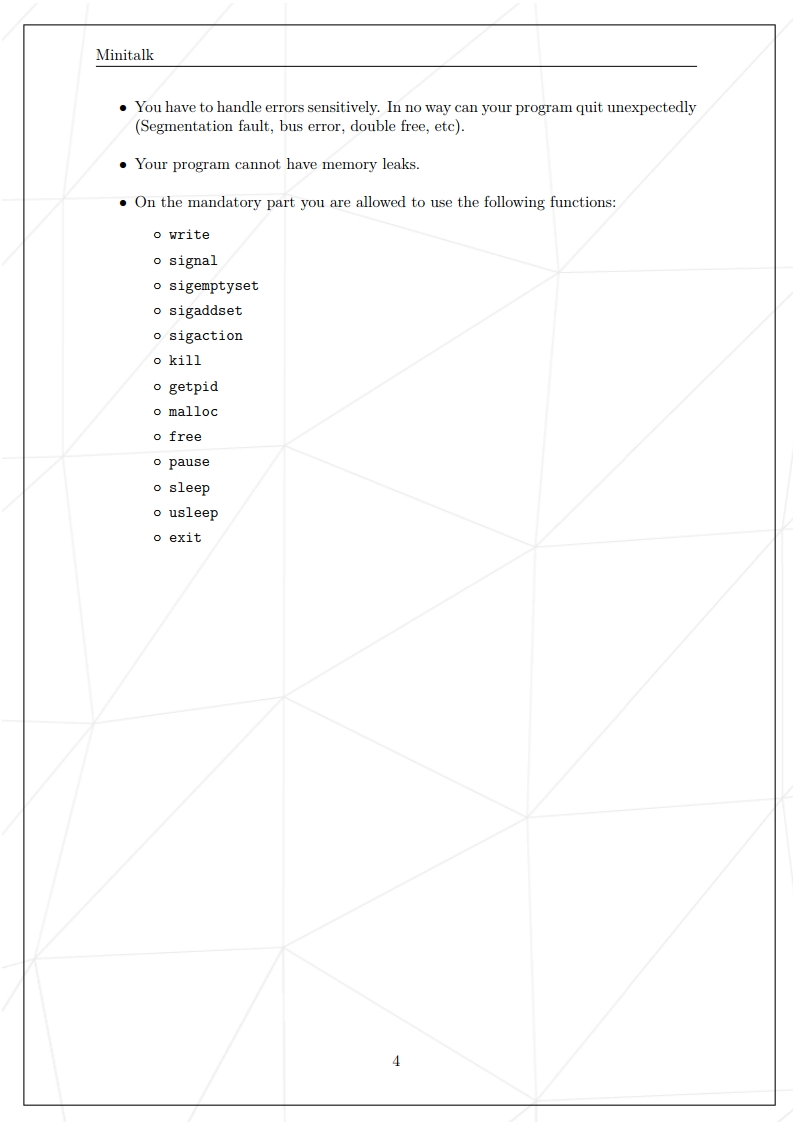 Minitalk
• You have to handle errors sensitively. In no way can your program quit unexpectedly
(Segmentation fault, bus error, double free, etc).
• Your program cannot have memory leaks.
• On the mandatory part you are allowed to use the following functions:
◦ write
◦ signal
◦ sigemptyset
◦ sigaddset
◦ sigaction
◦ kill
◦ getpid
◦ malloc
◦ free
◦ pause
◦ sleep
◦ usleep
◦ exit
4